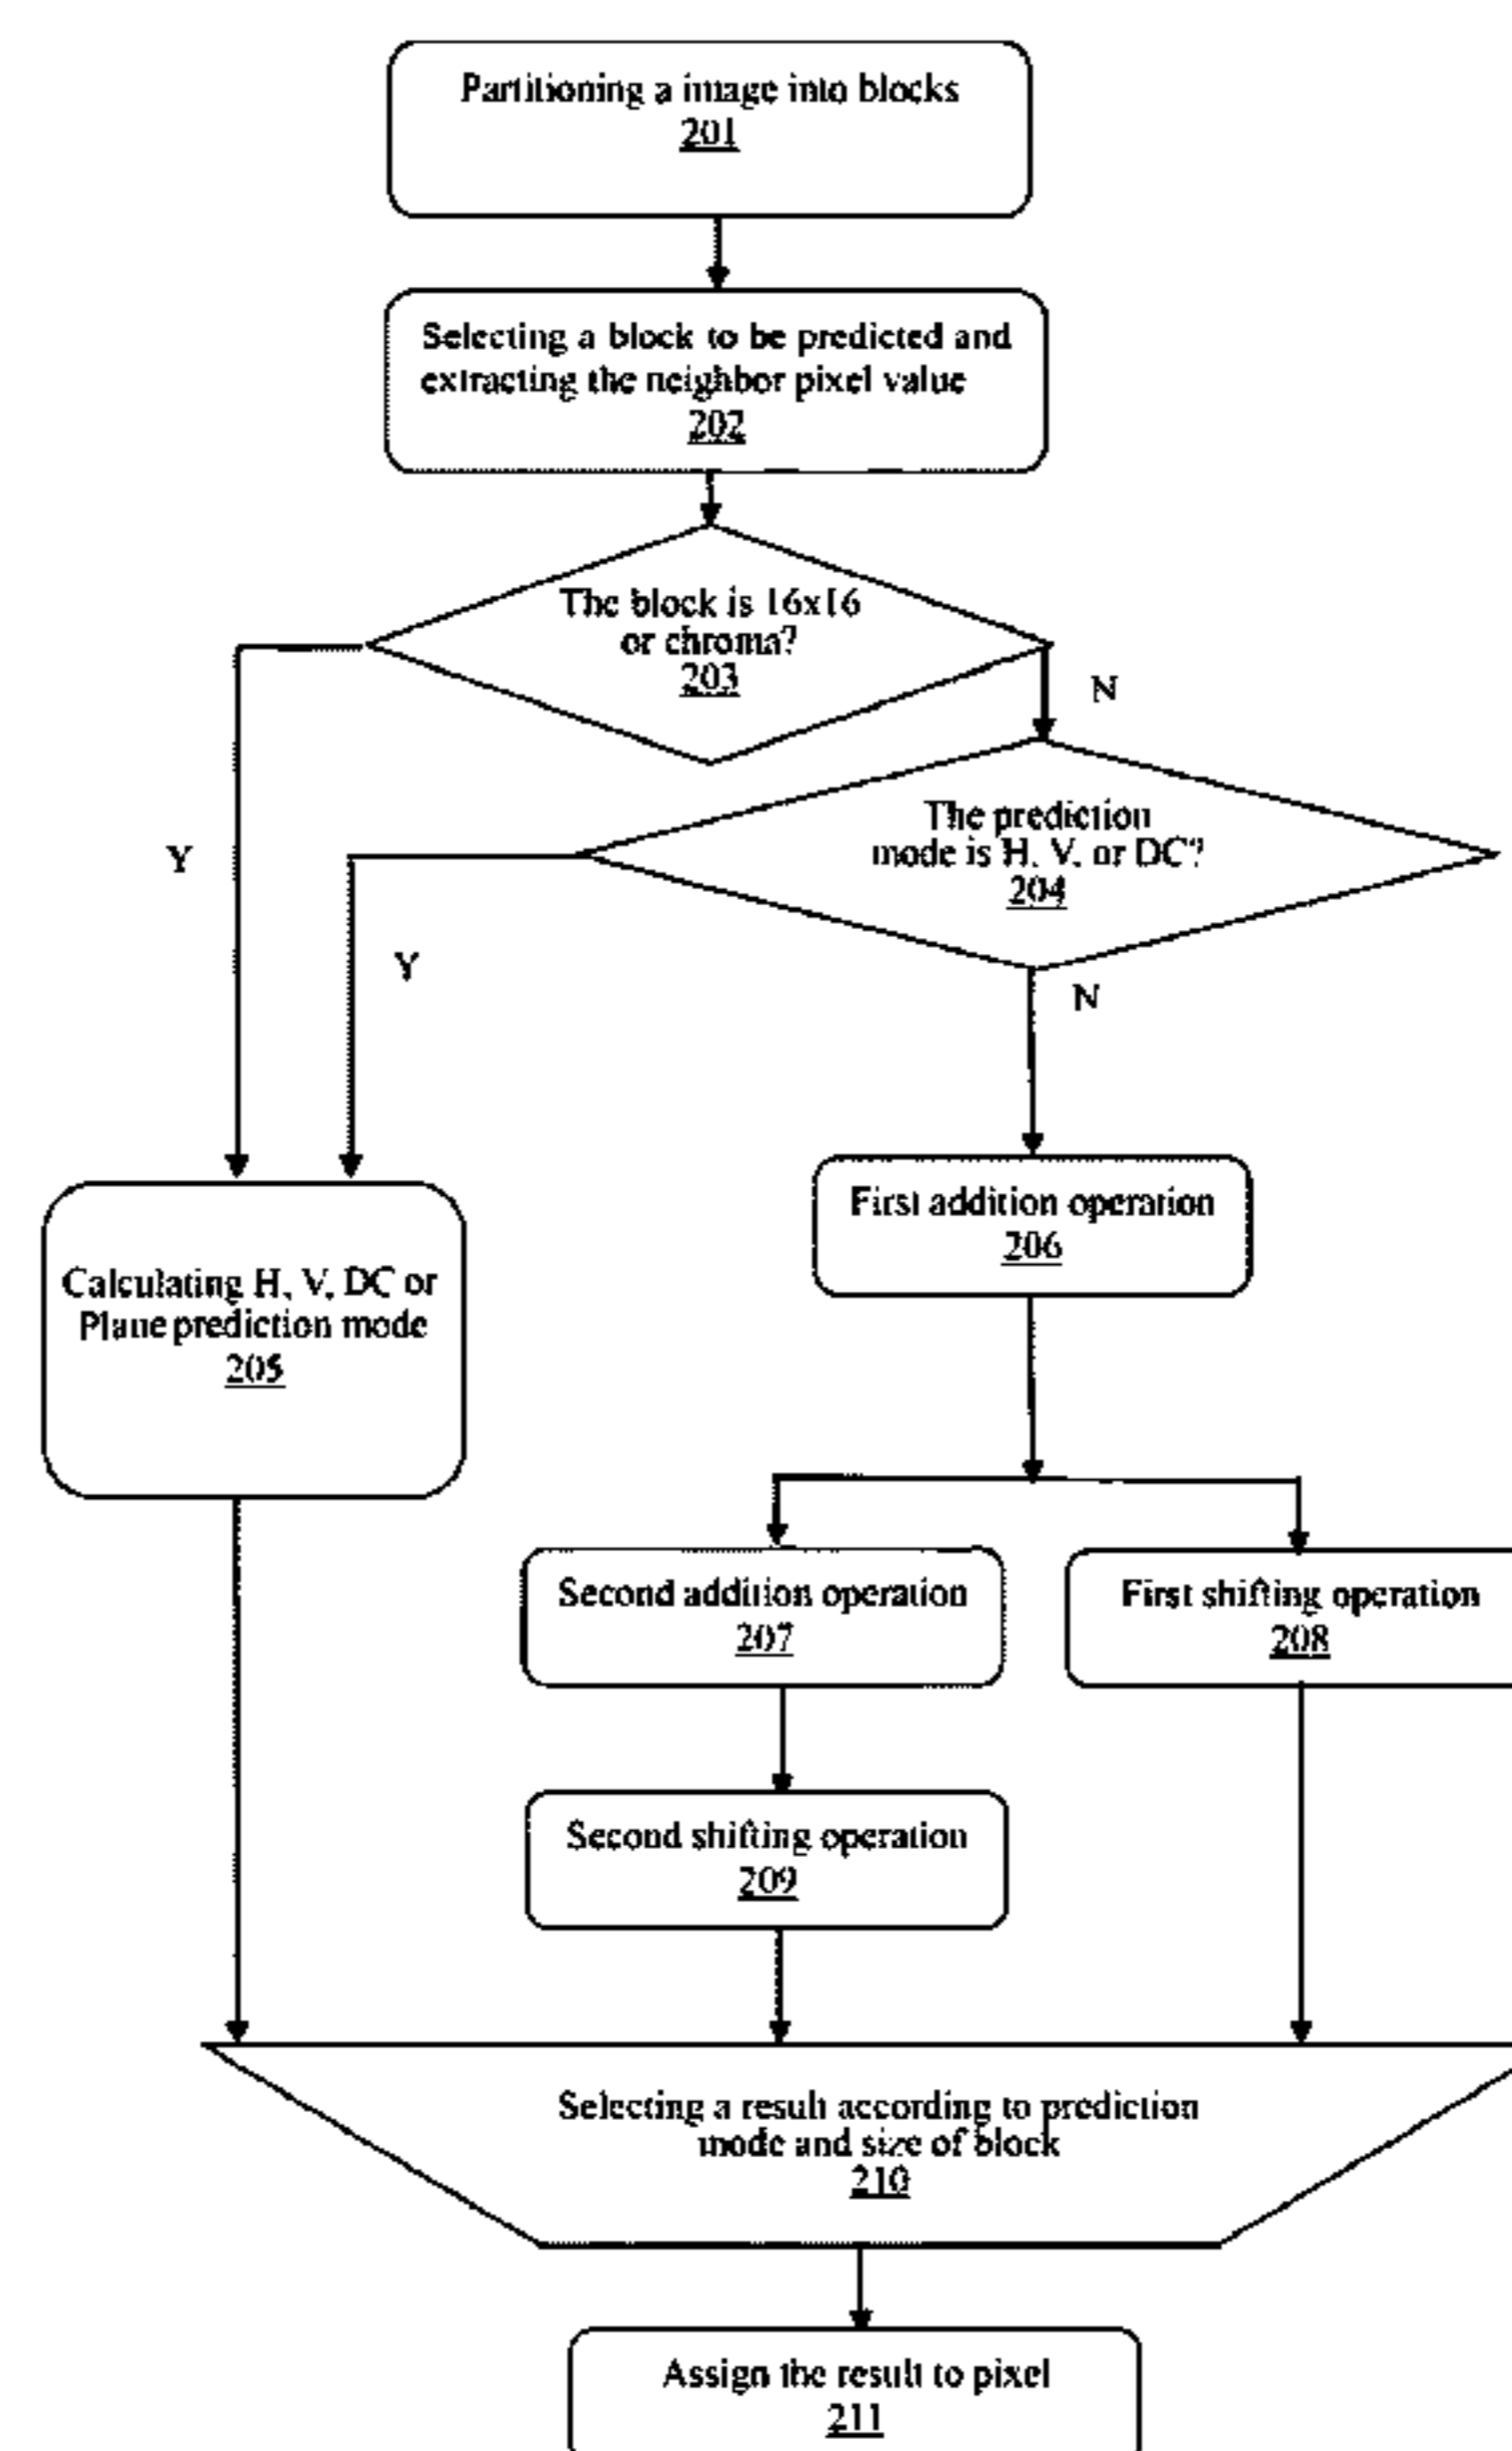 Partitioning a image into blocks
201
Selecting a block to be predicted and
extracting the neighbor pixel value
202
The block is 16x16
or chroma?
203
N
The prediction
mode is H, V, or DC?
204
Y
Y
N
First addition operation
206
Calculating H, V, DC or
Plane prediction mode
205
Second addition operation
207
First shifting operation
208
Second shifting operation
209
Selecting a result according to prediction
mode and size of block
210
Assign the result to pixel
211